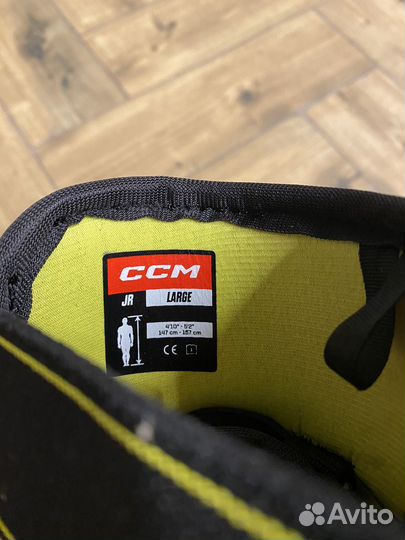 CCM
JR LARGE
4'10" - 5'2"
147 cm - 157 cm
CE
Avito